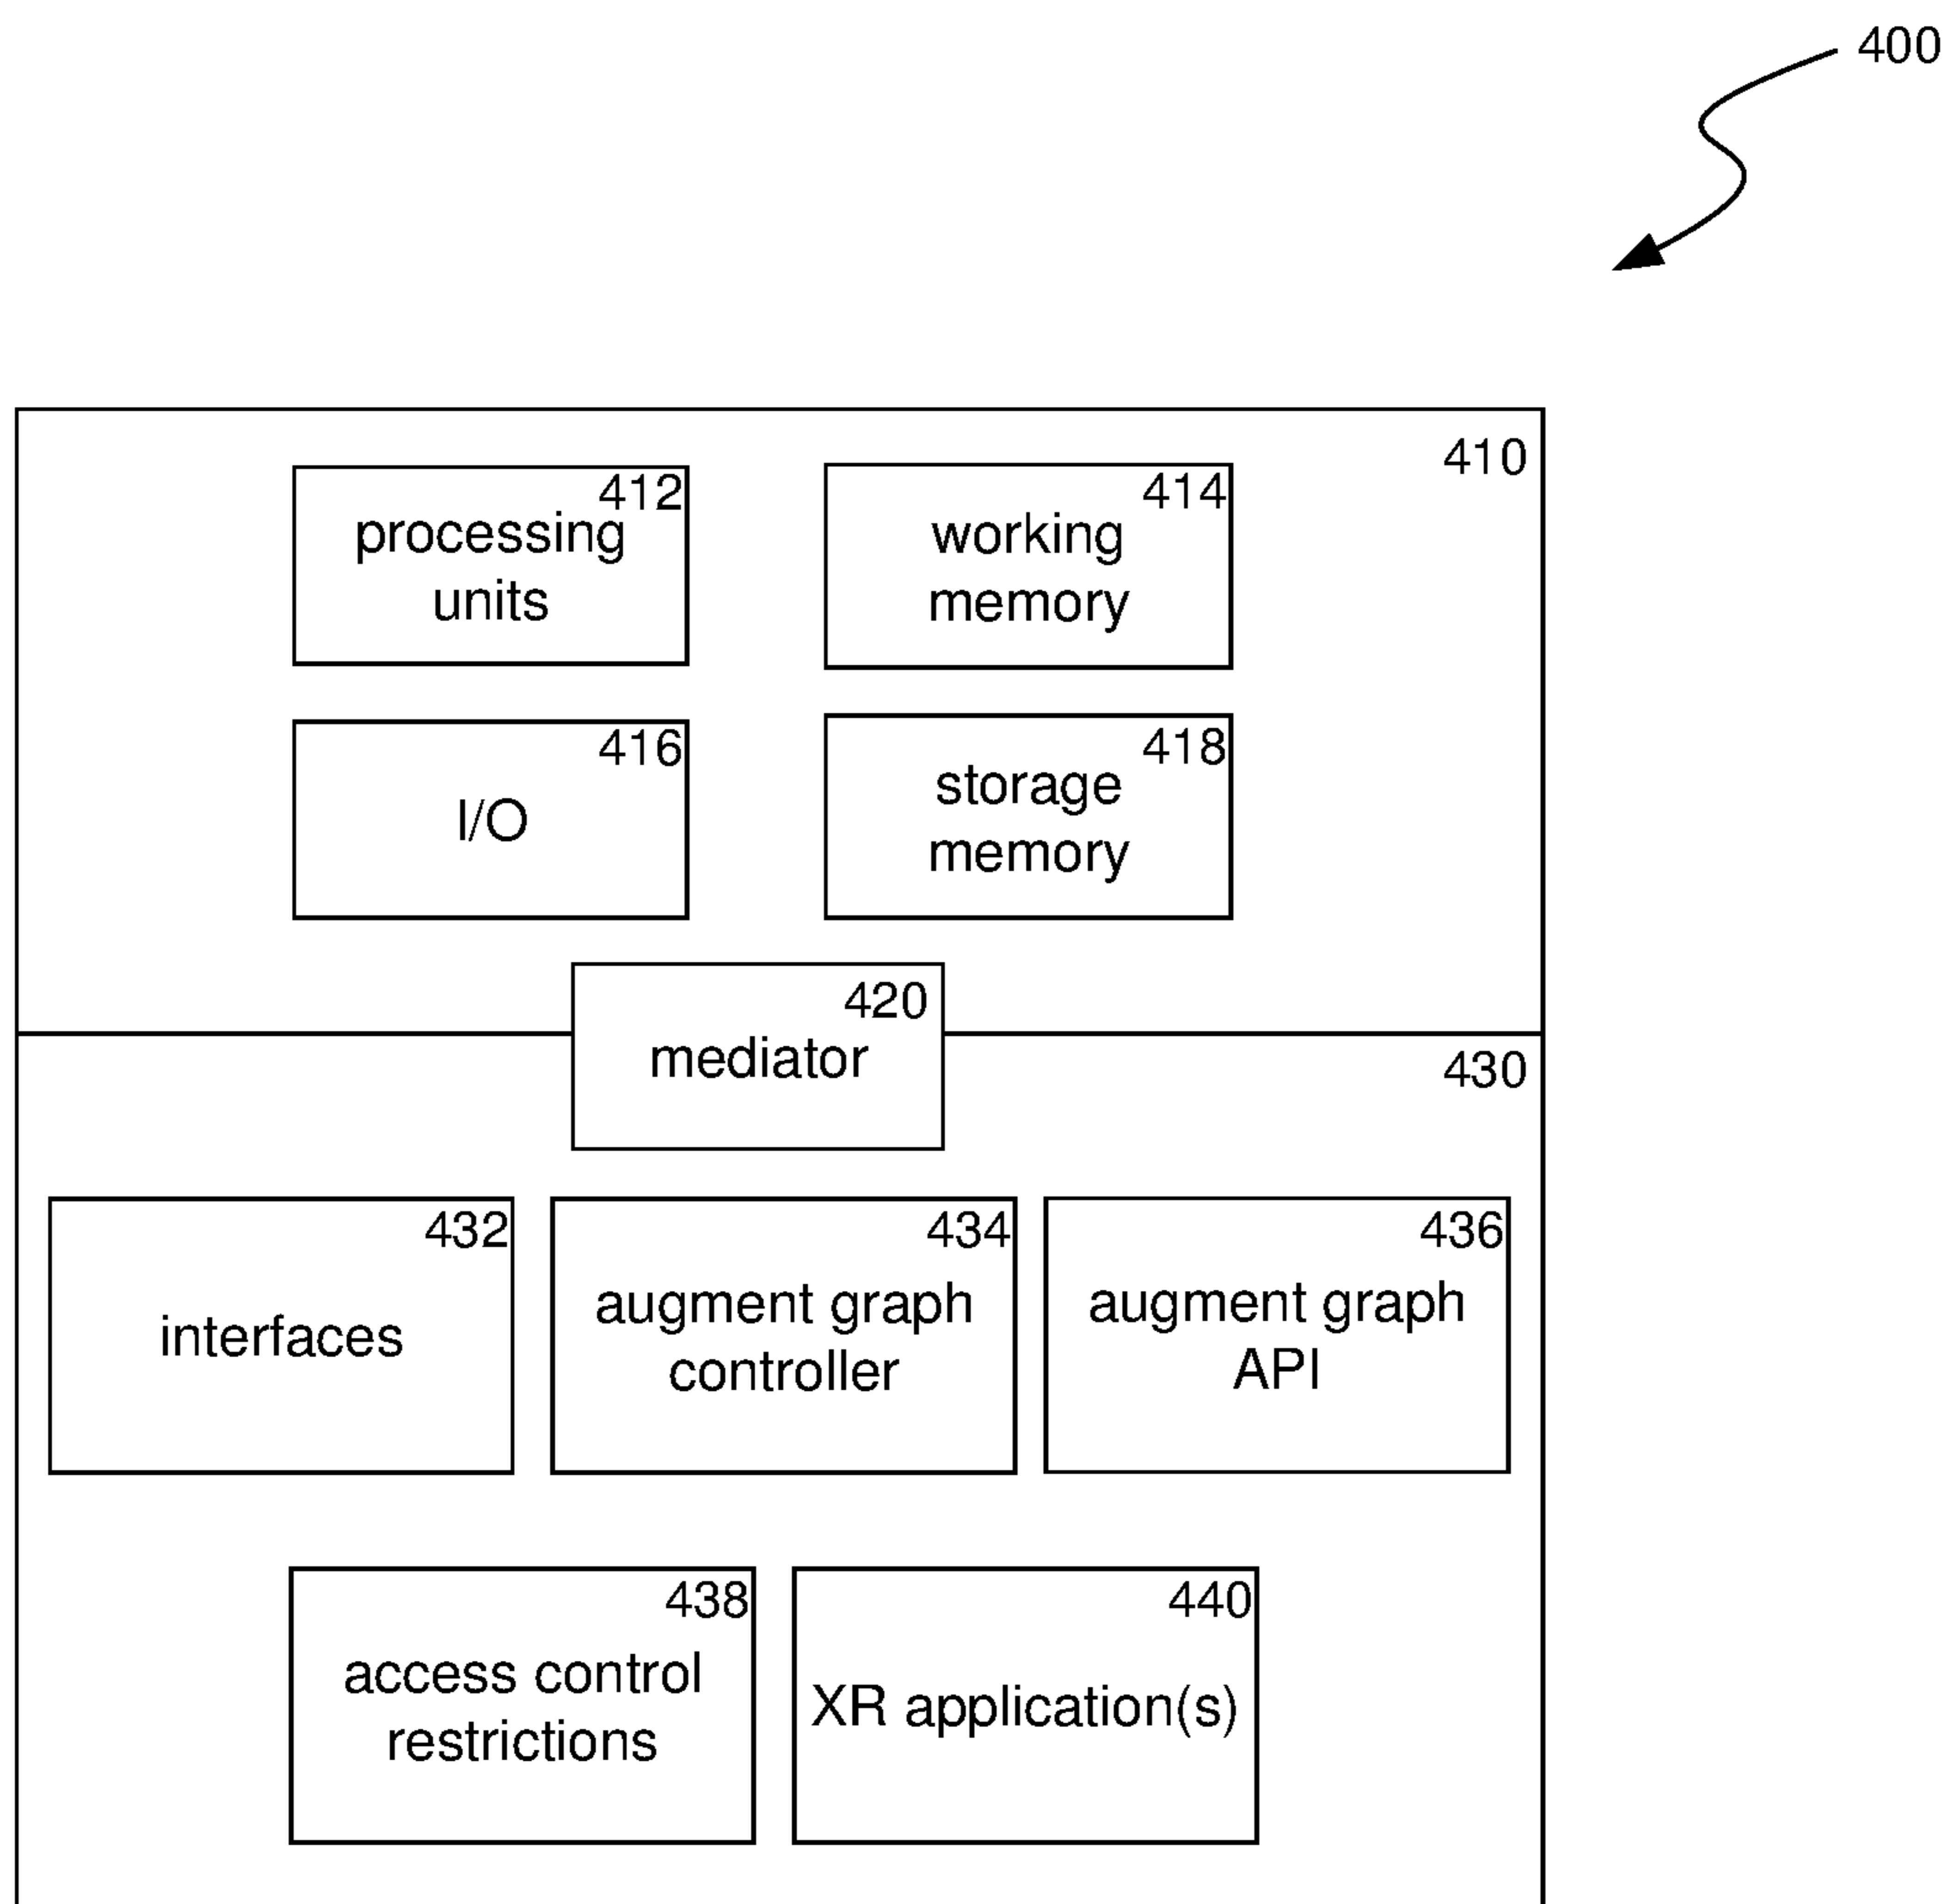 400
410
412
processing
units
414
working
memory
416
I/O
418
storage
memory
420
mediator
430
432
interfaces
434
augment graph
controller
436
augment graph
API
438
access control
restrictions
440
XR application(s)